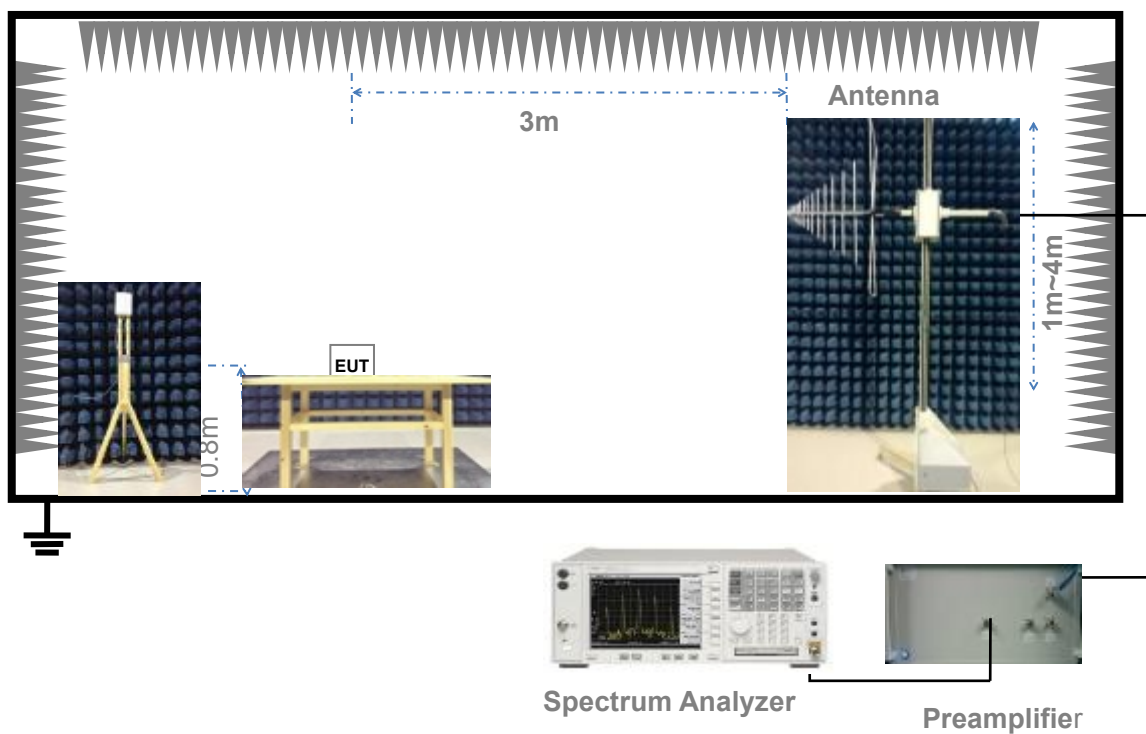 Antenna
3m
1m~4m
EUT
0.8m
Spectrum Analyzer
Preamplifier